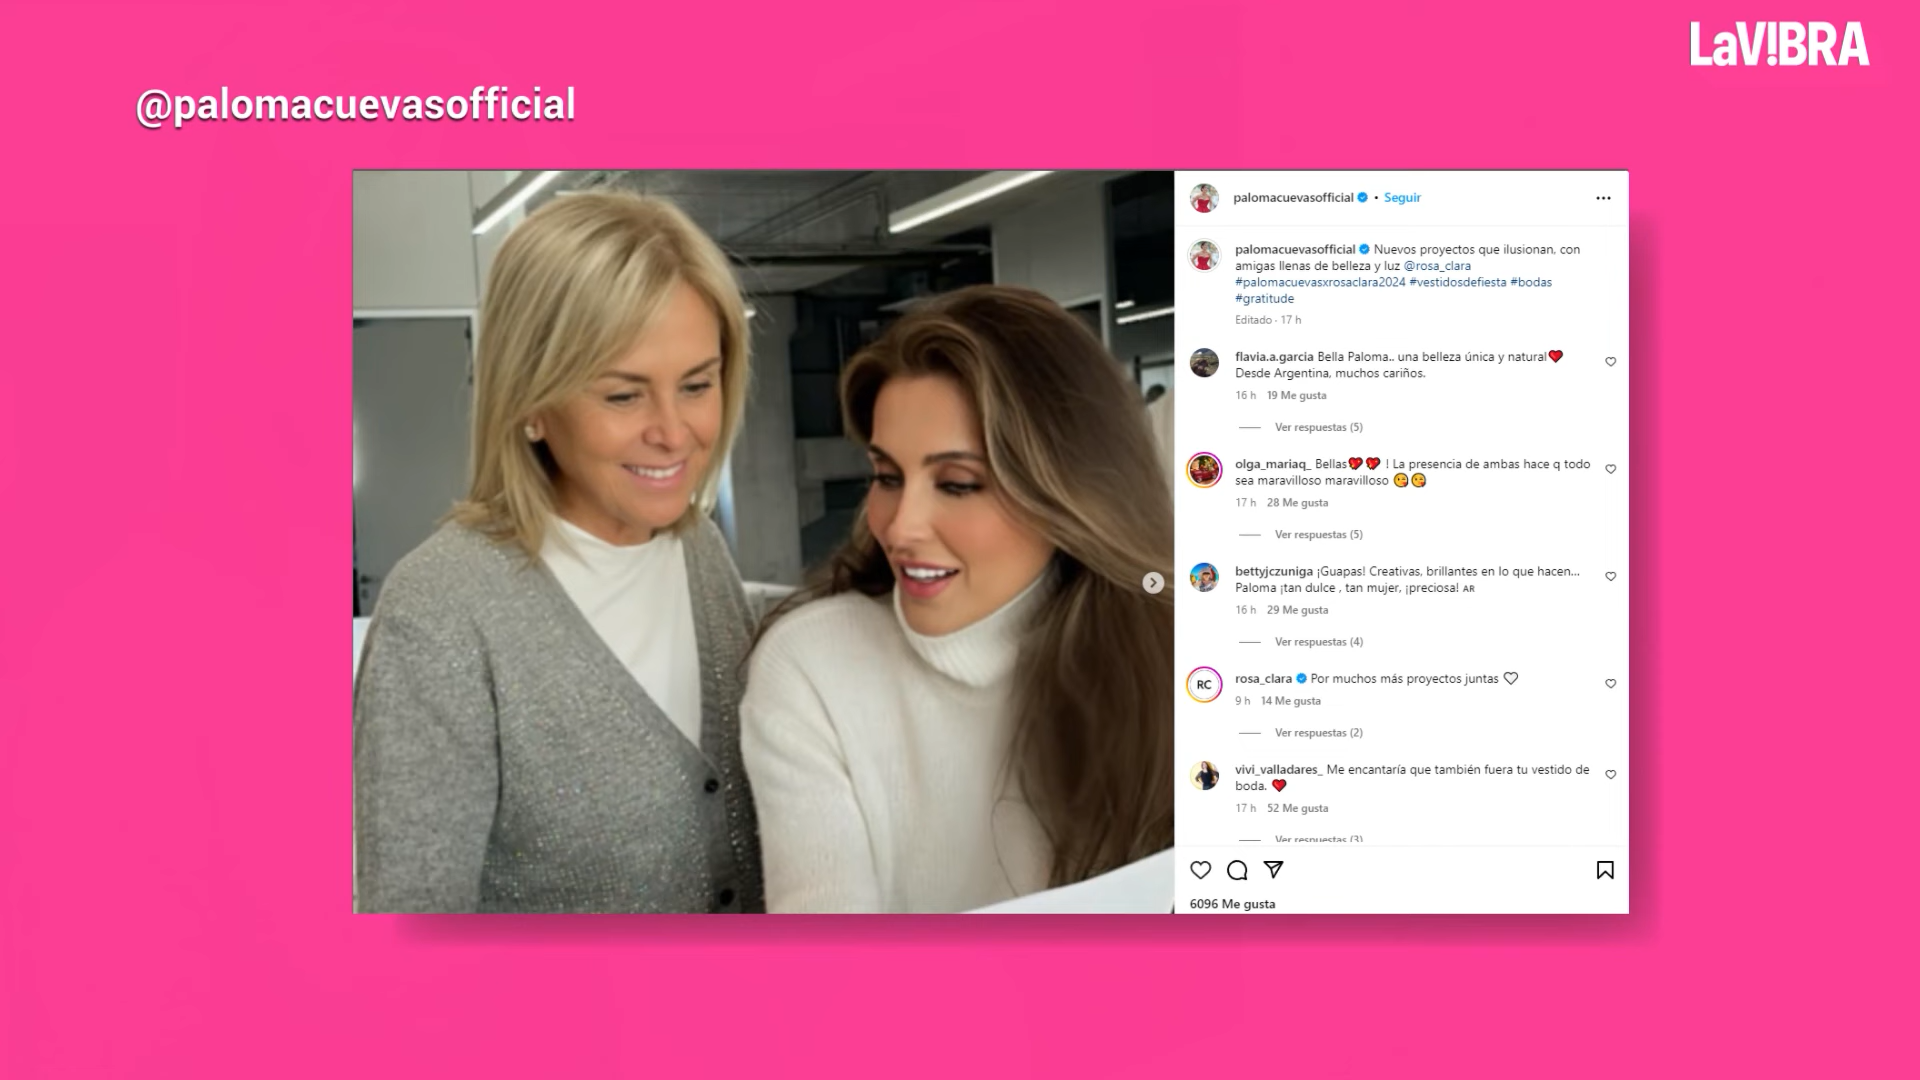 LaV!BRA
@palomacuevasofficial
palomacuevasofficial • Seguir
palomacuevasofficial Nuevos proyectos que ilusionan, con
amigas llenas de belleza y luz @rosa_clara
#palomacuevasxrosaclara2024 #vestidosdefiesta #bodas
#gratitude
Editado · 17 h
flavia.a.garcia Bella Paloma.. una belleza única y natural❤️
Desde Argentina, muchos cariños.
16 h 19 Me gusta
Ver respuestas (5)
olga_mariaq_ Bellas💖💖 ! La presencia de ambas hace q todo
sea maravilloso maravilloso 😋😋
17 h 28 Me gusta
Ver respuestas (5)
bettyjczuniga ¡Guapas! Creativas, brillantes en lo que hacen...
Paloma ¡tan dulce , tan mujer, ¡preciosa! AR
16 h 29 Me gusta
Ver respuestas (4)
RC
rosa_clara Por muchos más proyectos juntas 🤍
9 h 14 Me gusta
Ver respuestas (2)
vivi_valladares_ Me encantaría que también fuera tu vestido de
boda. ❤️
17 h 52 Me gusta
Ver respuestas (3)
6096 Me gusta